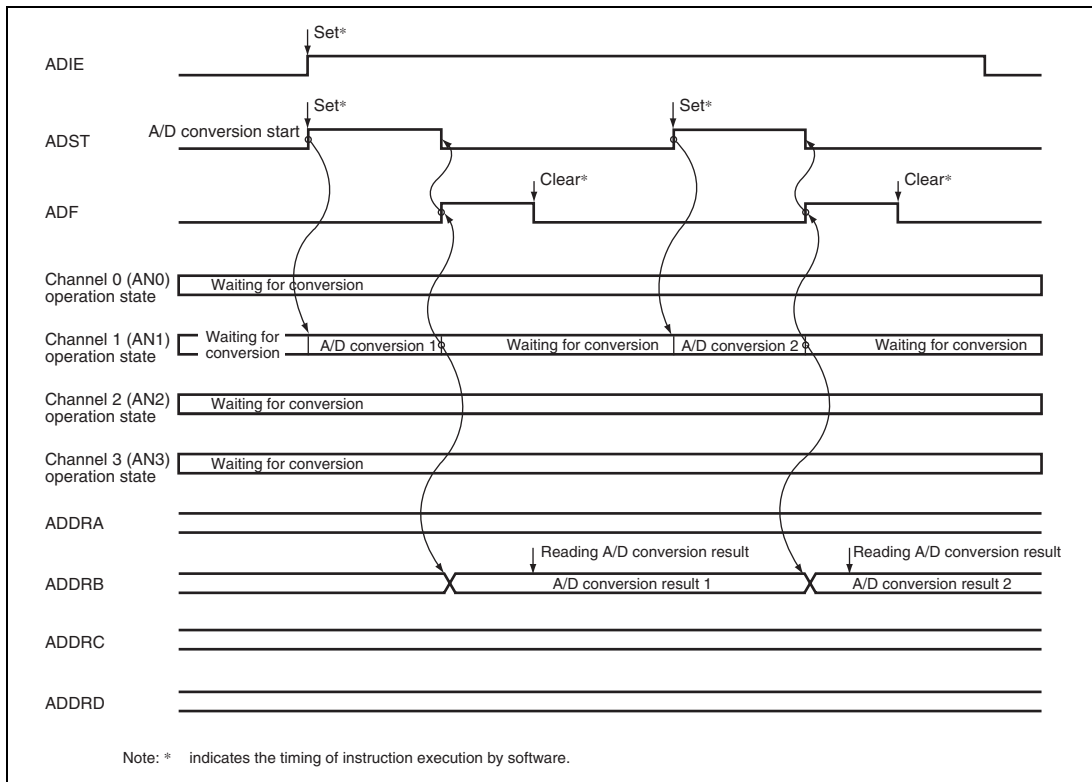 Set*
ADIE
Set*
A/D conversion start
ADST
Clear*
Clear*
Set*
ADF
Channel 0 (AN0)
operation state
Waiting for conversion
Channel 1 (AN1)
operation state
Waiting for
conversion
A/D conversion 1
Waiting for conversion
A/D conversion 2
Waiting for conversion
Channel 2 (AN2)
operation state
Waiting for conversion
Channel 3 (AN3)
operation state
Waiting for conversion
ADDRA
Reading A/D conversion result
Reading A/D conversion result
ADDRB
A/D conversion result 1
A/D conversion result 2
ADDRC
ADDRD
Note: * indicates the timing of instruction execution by software.